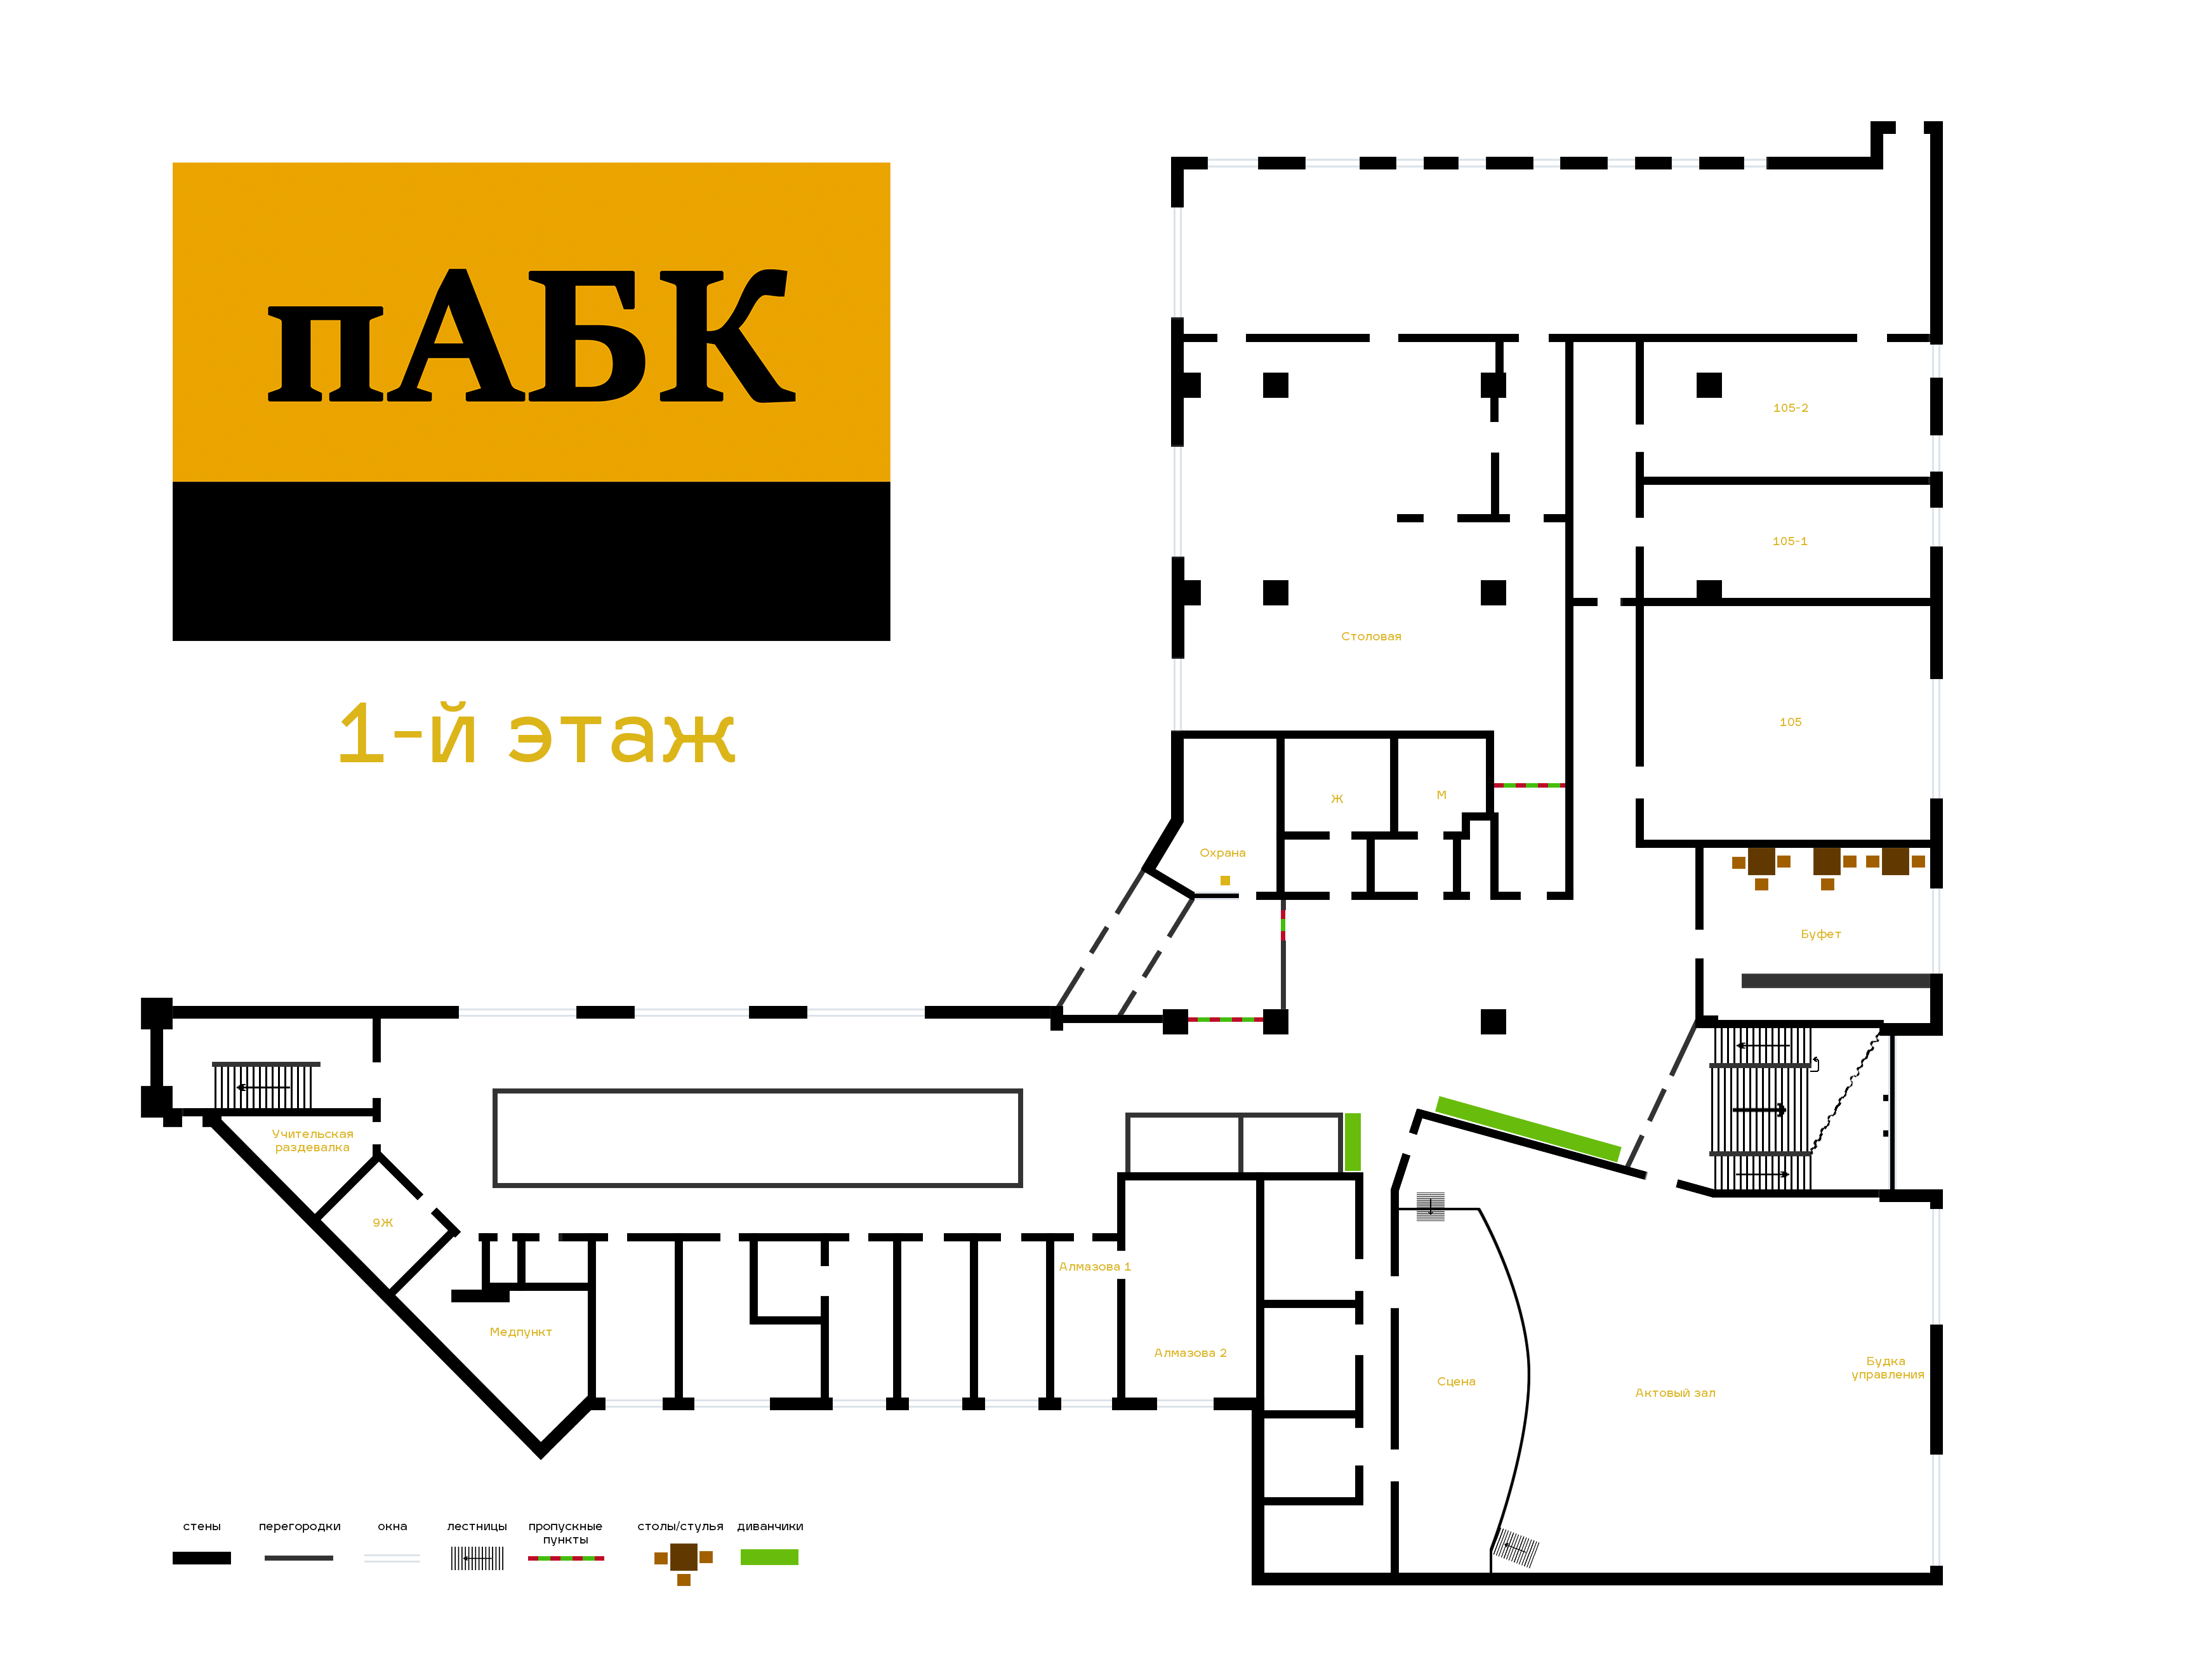 пАБК
1-й этаж
105-2
105-1
Столовая
105
Ж
М
Охрана
Буфет
Учительская
раздевалка
9Ж
Алмазова 1
Медпункт
Алмазова 2
Сцена
Актовый зал
Будка
управления
стены
перегородки
окна
лестницы
пропускные
пункты
столы/стулья
диванчики